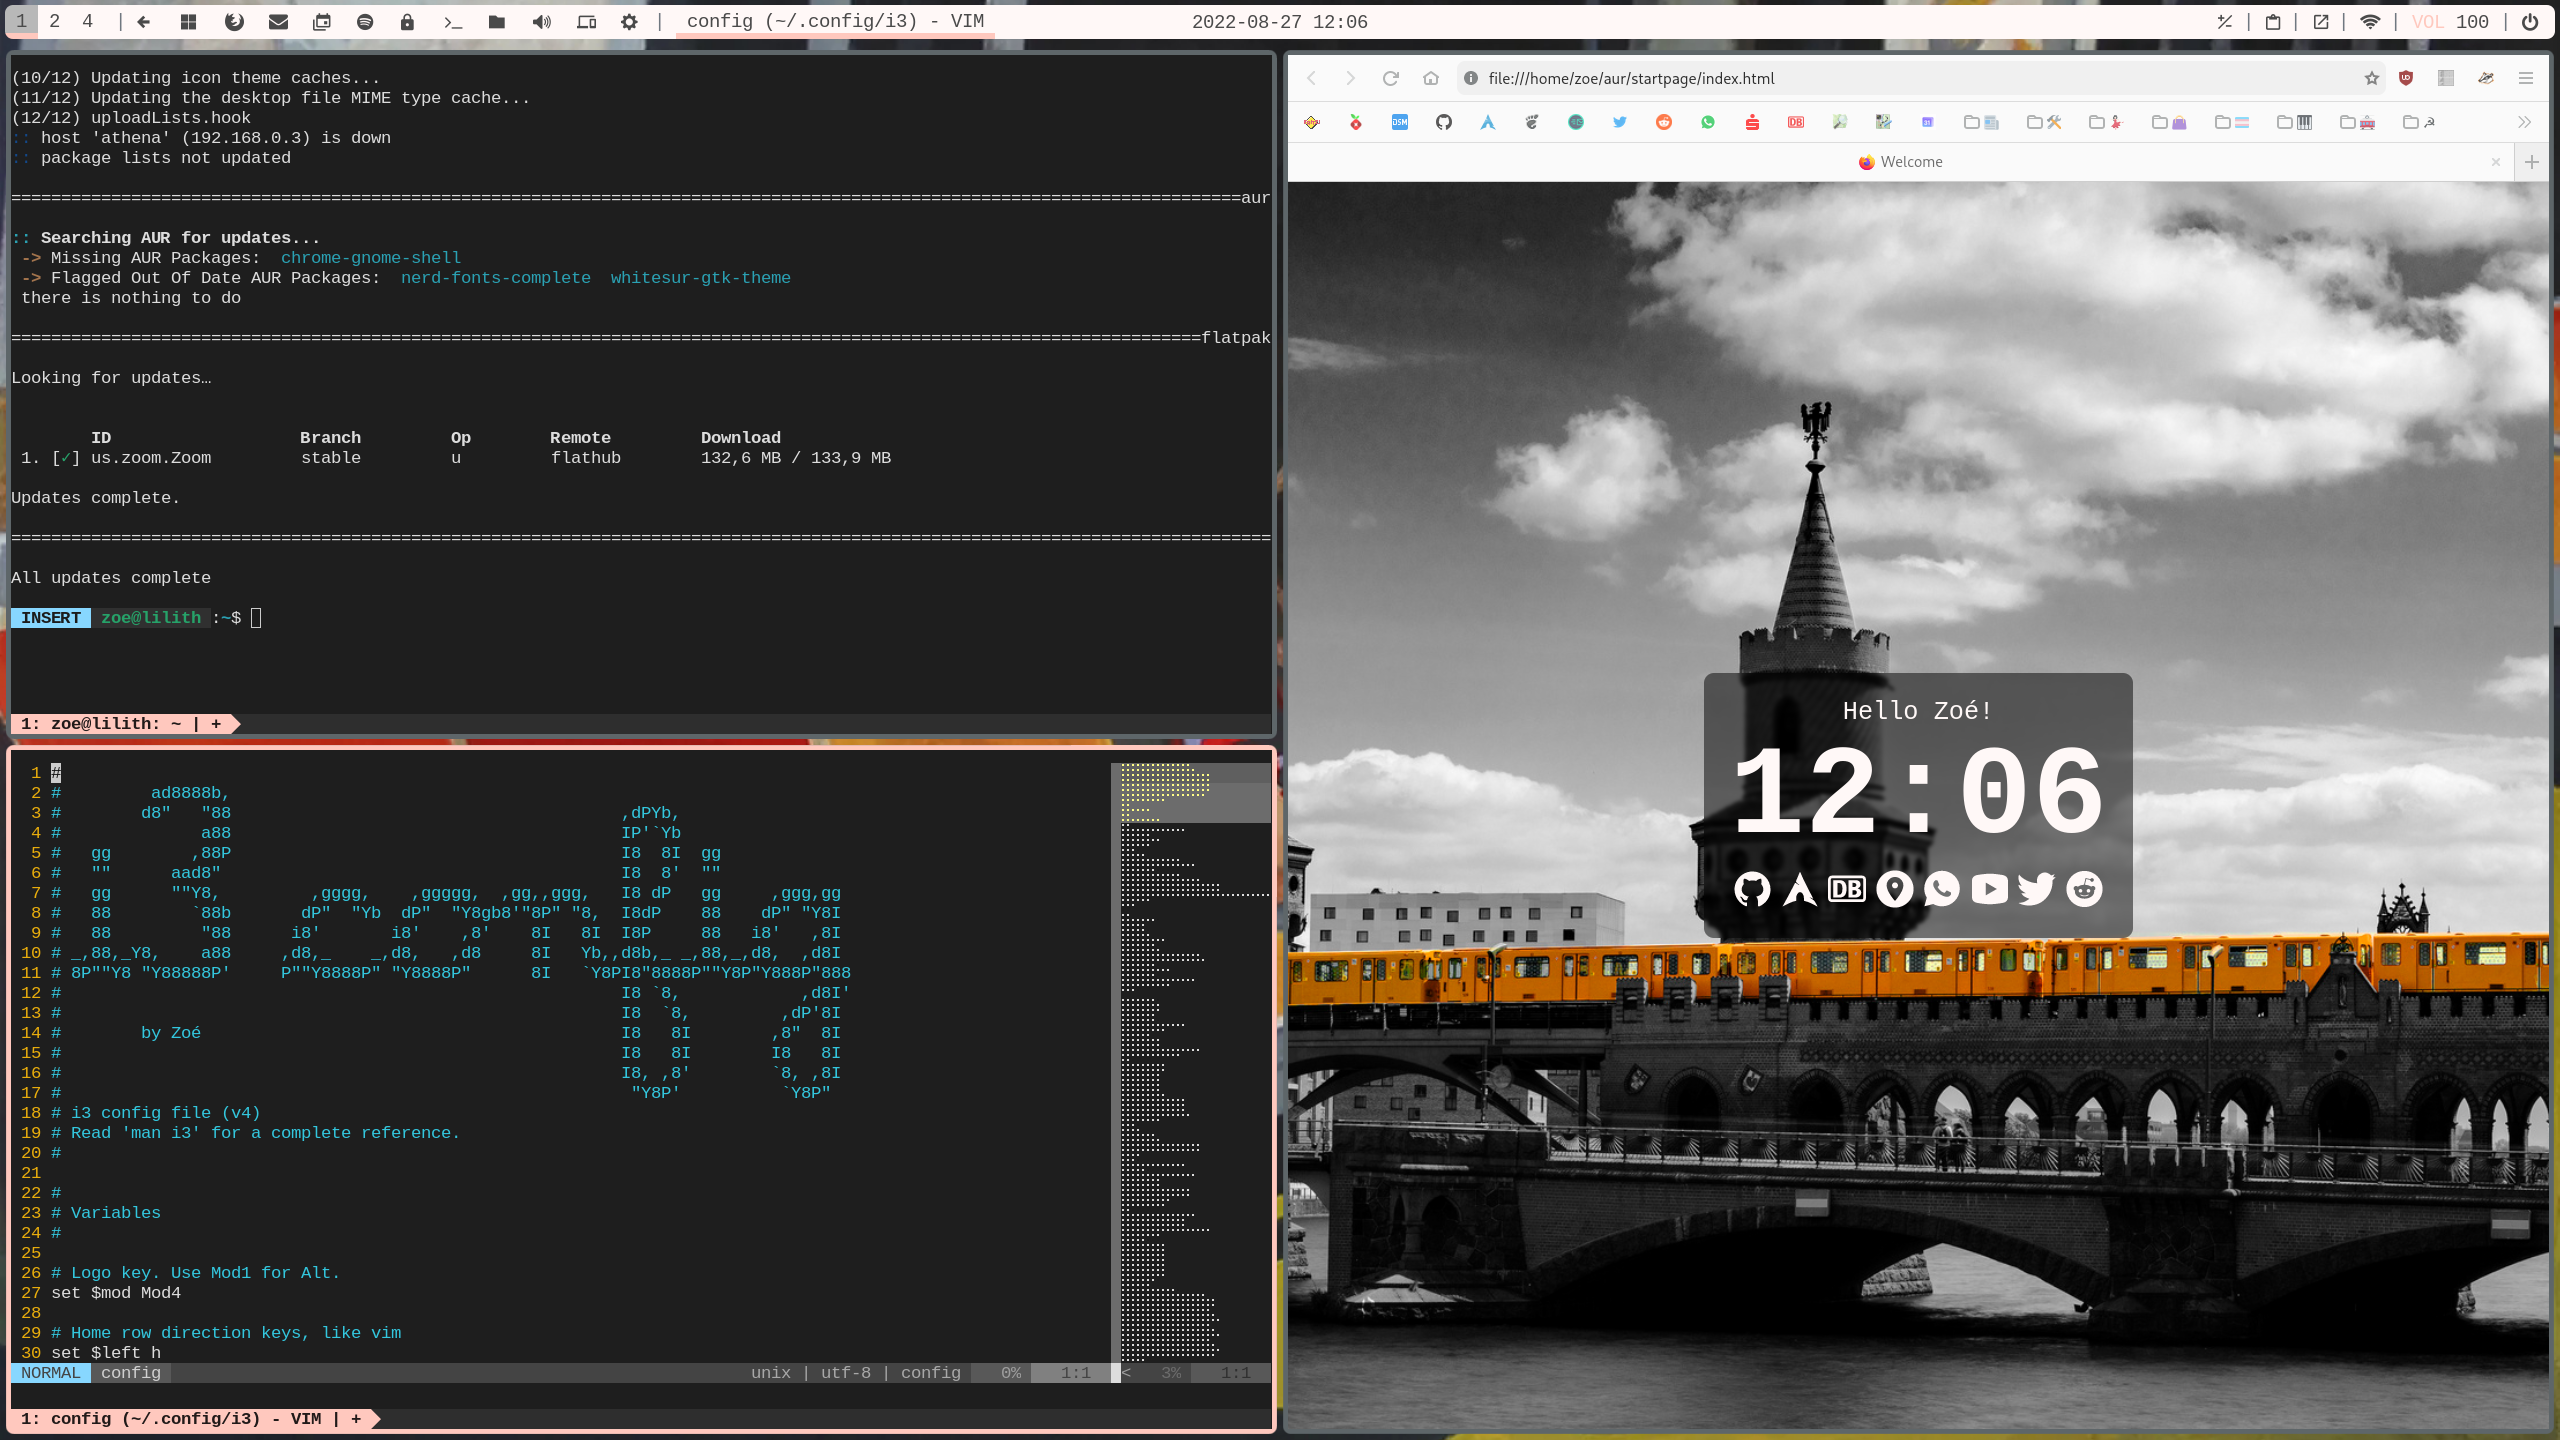 1 2 4 | | config (~/.config/i3) - VIM 2022-08-27 12:06 | | | | VOL 100 |
(10/12) Updating icon theme caches...
(11/12) Updating the desktop file MIME type cache...
(12/12) uploadLists.hook
:: host 'athena' (192.168.0.3) is down
:: package lists not updated
==========aur
:: Searching AUR for updates...
-> Missing AUR Packages:  chrome-gnome-shell
-> Flagged Out Of Date AUR Packages:  nerd-fonts-complete  whitesur-gtk-theme
there is nothing to do
==========flatpak
Looking for updates…
ID Branch Op Remote Download
1. [✓] us.zoom.Zoom stable u flathub 132,6 MB / 133,9 MB
Updates complete.
==========
All updates complete
INSERT zoe@lilith :~$
1: zoe@lilith: ~ | +
1 #
2 #         ad8888b,
3 #        d8"   "88                                       ,dPYb,
4 #              a88                                       IP'`Yb
5 #   gg        ,88P                                       I8  8I  gg
6 #   ""      aad8"                                        I8  8'  ""
7 #   gg      ""Y8,         ,gggg,    ,ggggg,  ,gg,,ggg,   I8 dP   gg     ,ggg,gg
8 #   88        `88b       dP"  "Yb  dP"  "Y8gb8'"8P" "8,  I8dP    88    dP" "Y8I
9 #   88         "88      i8'       i8'    ,8'    8I   8I  I8P     88   i8'   ,8I
10 # _,88,_Y8,    a88     ,d8,_    _,d8,   ,d8     8I   Yb,,d8b,_ _,88,_,d8,  ,d8I
11 # 8P""Y8 "Y88888P'     P""Y8888P" "Y8888P"      8I   `Y8PI8"8888P""Y8P"Y888P"888
12 #                                                        I8 `8,            ,d8I'
13 #                                                        I8  `8,         ,dP'8I
14 #        by Zoé                                          I8   8I        ,8"  8I
15 #                                                        I8   8I        I8   8I
16 #                                                        I8, ,8'        `8, ,8I
17 #                                                         "Y8P'          `Y8P"
18 # i3 config file (v4)
19 # Read 'man i3' for a complete reference.
20 #
21
22 #
23 # Variables
24 #
25
26 # Logo key. Use Mod1 for Alt.
27 set $mod Mod4
28
29 # Home row direction keys, like vim
30 set $left h
NORMAL config unix | utf-8 | config 0% 1:1 < 3% 1:1
1: config (~/.config/i3) - VIM | +
file:///home/zoe/aur/startpage/index.html
DSM DB
Welcome
Hello Zoé!
12:06
DB